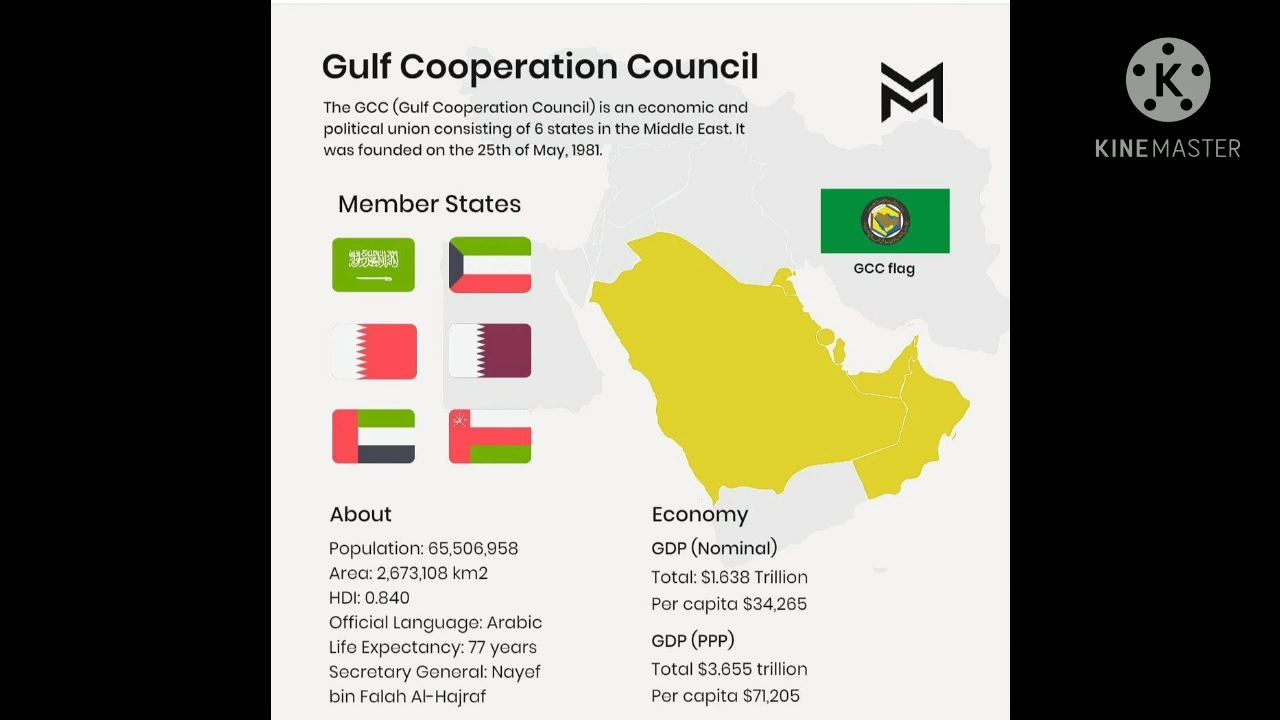 Gulf Cooperation Council
The GCC (Gulf Cooperation Council) is an economic and
political union consisting of 6 states in the Middle East. It
was founded on the 25th of May, 1981.
K
KINEMASTER
Member States
GCC flag
About
Population: 65,506,958
Area: 2,673,108 km2
HDI: 0.840
Official Language: Arabic
Life Expectancy: 77 years
Secretary General: Nayef
bin Falah Al-Hajraf
Economy
GDP (Nominal)
Total: $1.638 Trillion
Per capita $34,265
GDP (PPP)
Total $3.655 trillion
Per capita $71,205